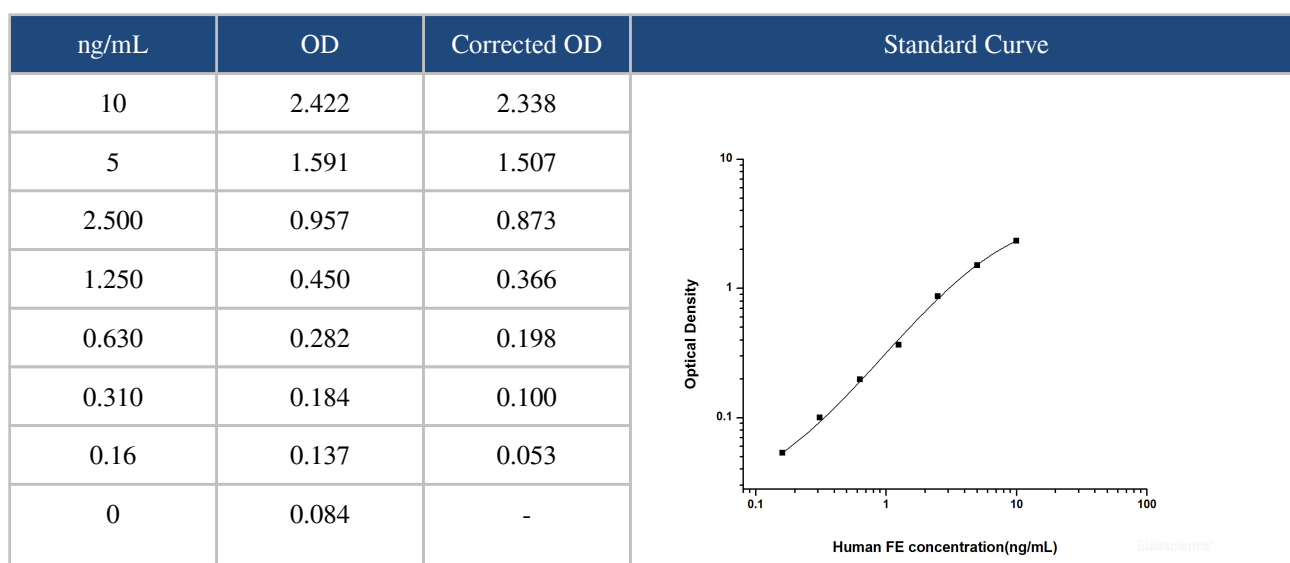 ng/mL OD Corrected OD Standard Curve
10 2.422 2.338
5 1.591 1.507
2.500 0.957 0.873
1.250 0.450 0.366
0.630 0.282 0.198
0.310 0.184 0.100
0.16 0.137 0.053
0 0.084 -
10
1
0.1
Optical Density
0.1 1 10 100
Human FE concentration(ng/mL)
Elabscience®